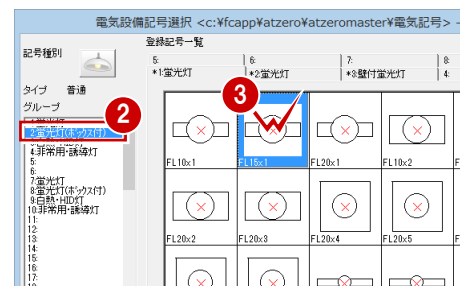 電気設備記号選択 <c:¥fcapp¥atzero¥atzeromaster¥電気記号> -
登録記号一覧
記号種別
5: 6: 7: 8:
*1:蛍光灯 *2:蛍光灯 *3:壁付蛍光灯 4:
タイプ 普通
グループ
2
3
2:蛍光灯(ボックス付)
4:非常用・誘導灯
5:
6:
7:蛍光灯
8:蛍光灯(ボックス付)
9:白熱・HID灯
10:非常用・誘導灯
11:
12:
13:
14:
15:
16:
17:
FL10x1 FL15x1 FL20x1 FL10x2
FL20x2 FL20x3 FL20x4 FL20x5